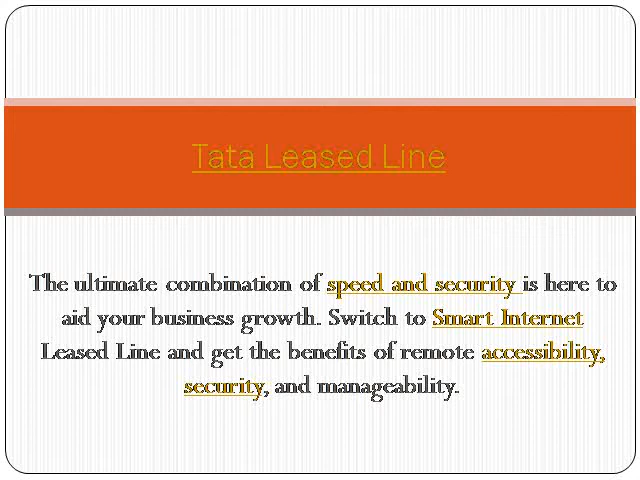 Tata Leased Line
The ultimate combination of speed and security is here to
aid your business growth. Switch to Smart Internet
Leased Line and get the benefits of remote accessibility,
security, and manageability.